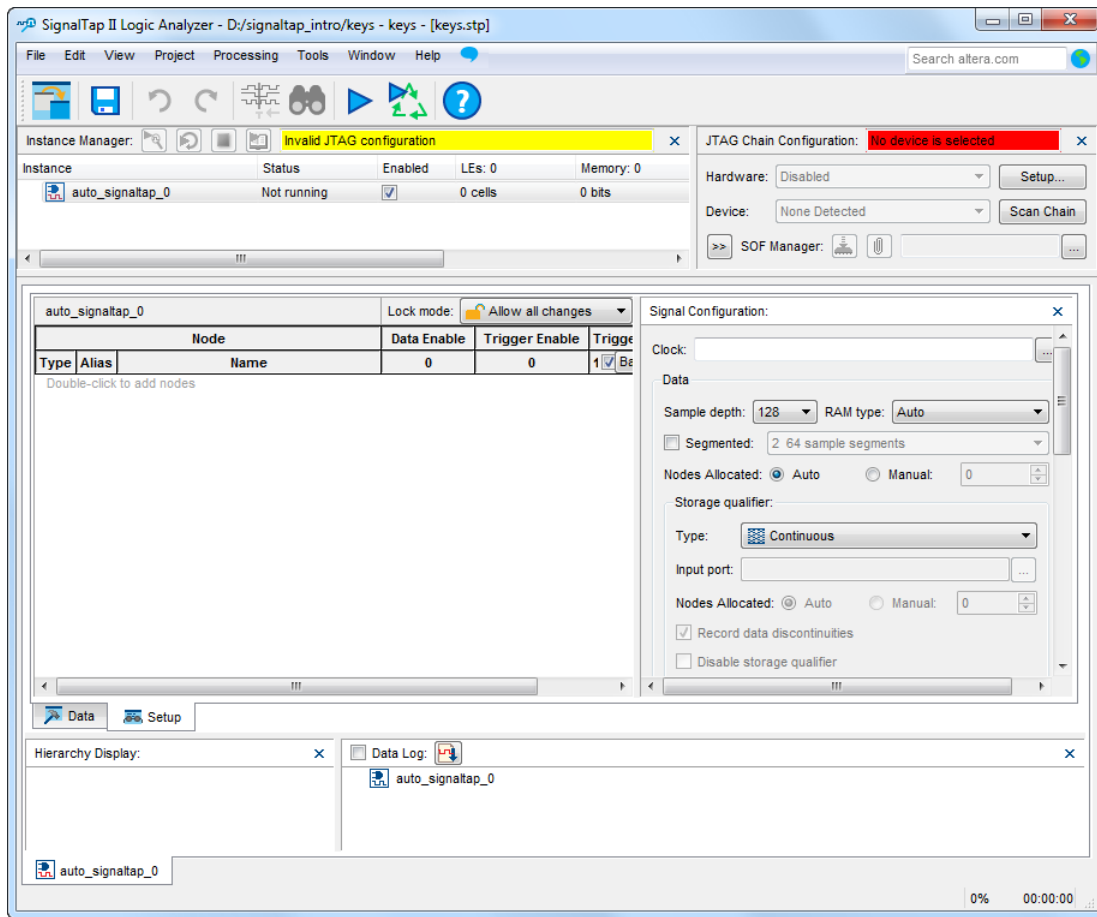 SignalTap II Logic Analyzer - D:/signaltap_intro/keys - keys - [keys.stp]
File Edit View Project Processing Tools Window Help
Search altera.com
Instance Manager: Invalid JTAG configuration
Instance Status Enabled LEs: 0 Memory: 0
auto_signaltap_0 Not running 0 cells 0 bits
JTAG Chain Configuration: No device is selected
Hardware: Disabled Setup...
Device: None Detected Scan Chain
>> SOF Manager: ...
auto_signaltap_0 Lock mode: Allow all changes
Node Data Enable Trigger Enable Trigge
Type Alias Name 0 0 1 Ba
Double-click to add nodes
Signal Configuration:
Clock: ...
Data
Sample depth: 128 RAM type: Auto
Segmented: 2 64 sample segments
Nodes Allocated: Auto Manual: 0
Storage qualifier:
Type: Continuous
Input port: ...
Nodes Allocated: Auto Manual: 0
Record data discontinuities
Disable storage qualifier
Data Setup
Hierarchy Display:
Data Log:
auto_signaltap_0
auto_signaltap_0
0% 00:00:00